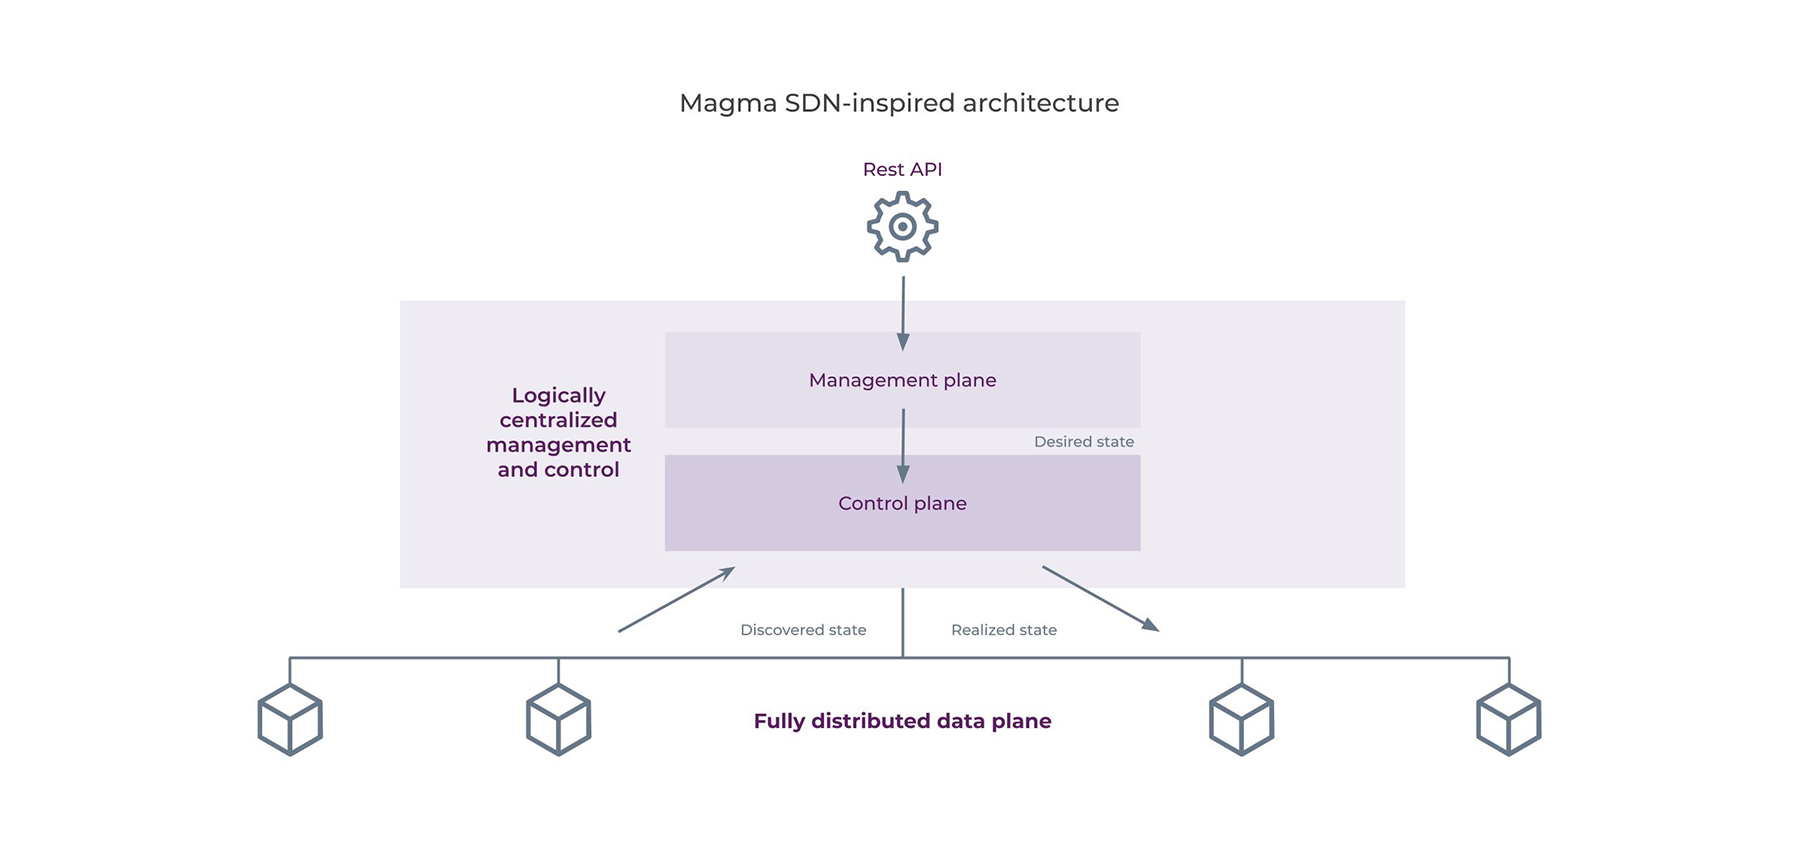 Magma SDN-inspired architecture
Rest API
Management plane
Logically
centralized
management
and control
Desired state
Control plane
Discovered state
Realized state
Fully distributed data plane